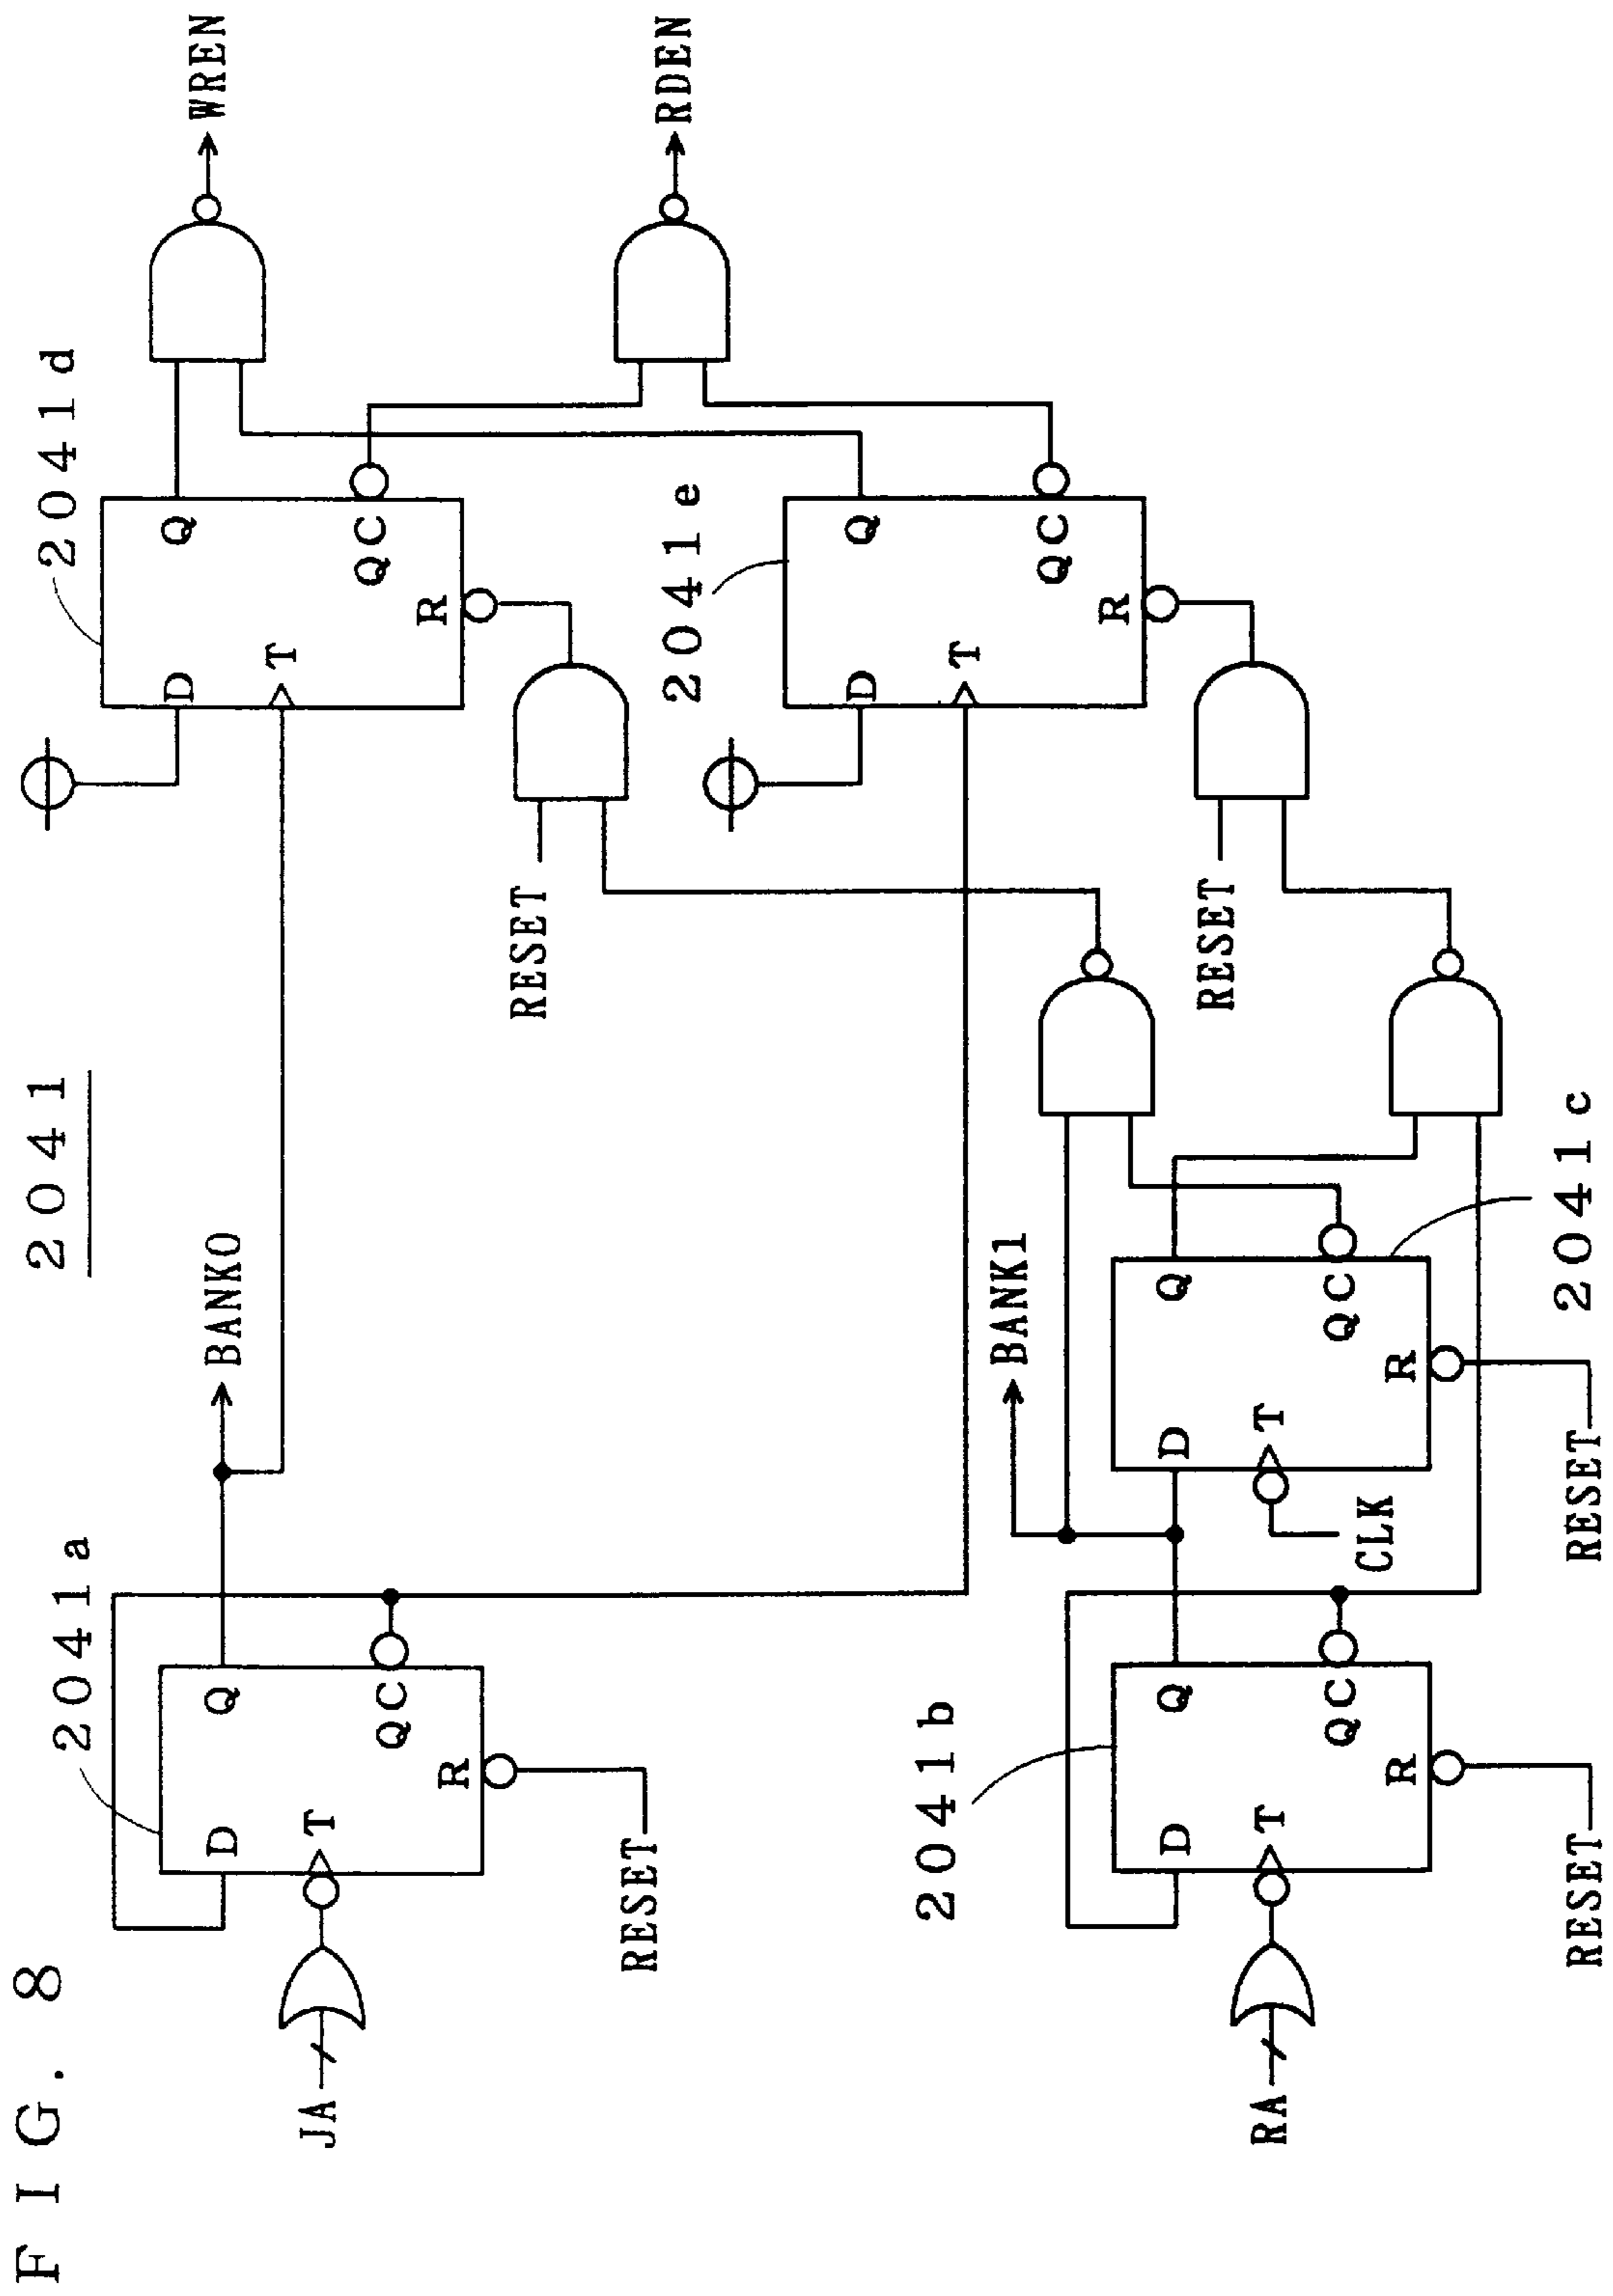 FIG. 8
2041
2041a
D
Q
T
QC
R
JA
RESET
BANK0
2041d
D
Q
T
QC
R
RESET
WREN
2041e
D
Q
T
QC
R
RESET
RDEN
2041b
D
Q
T
QC
R
RA
RESET
BANK1
2041c
D
Q
T
QC
R
CLK
RESET